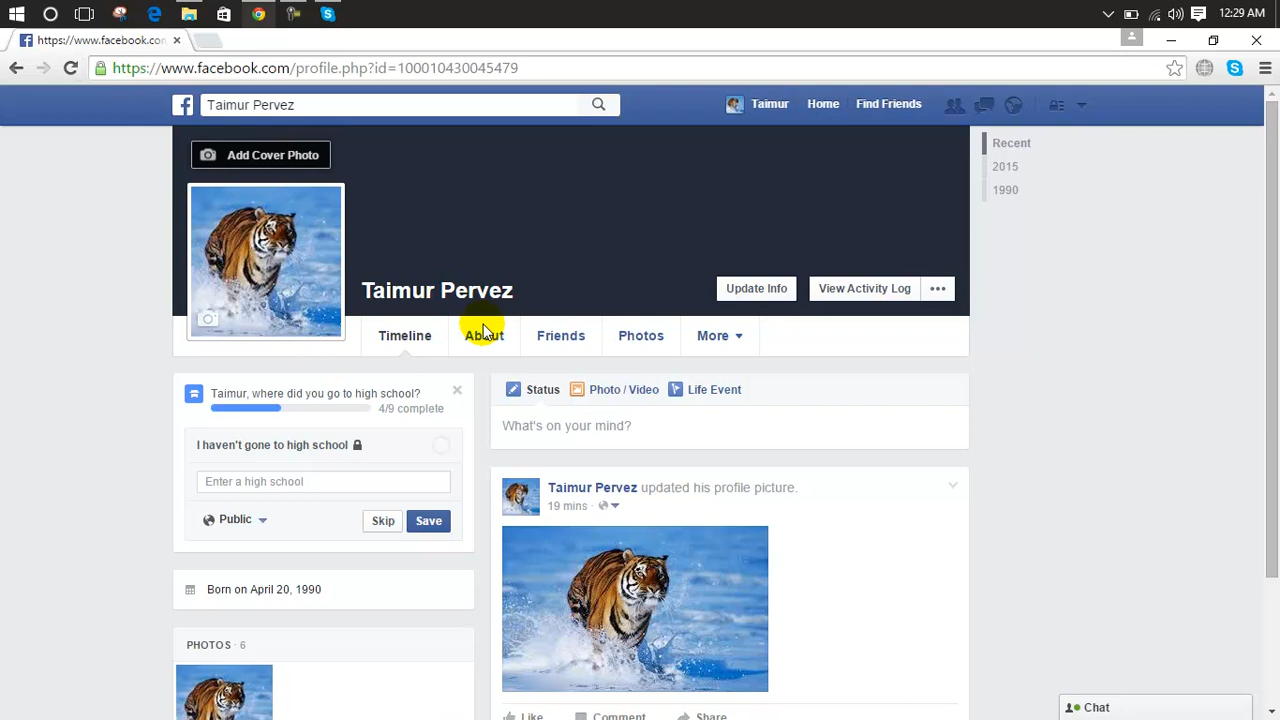 12:29 AM
https://www.facebook.com
https://www.facebook.com/profile.php?id=100010430045479
Taimur Pervez
Taimur
Home
Find Friends
Add Cover Photo
Taimur Pervez
Update Info
View Activity Log
Recent
2015
1990
Timeline
About
Friends
Photos
More
Taimur, where did you go to high school?
4/9 complete
I haven't gone to high school
Enter a high school
Public
Skip
Save
Status
Photo / Video
Life Event
What's on your mind?
Taimur Pervez updated his profile picture.
19 mins ·
Born on April 20, 1990
PHOTOS · 6
Like
Comment
Share
Chat